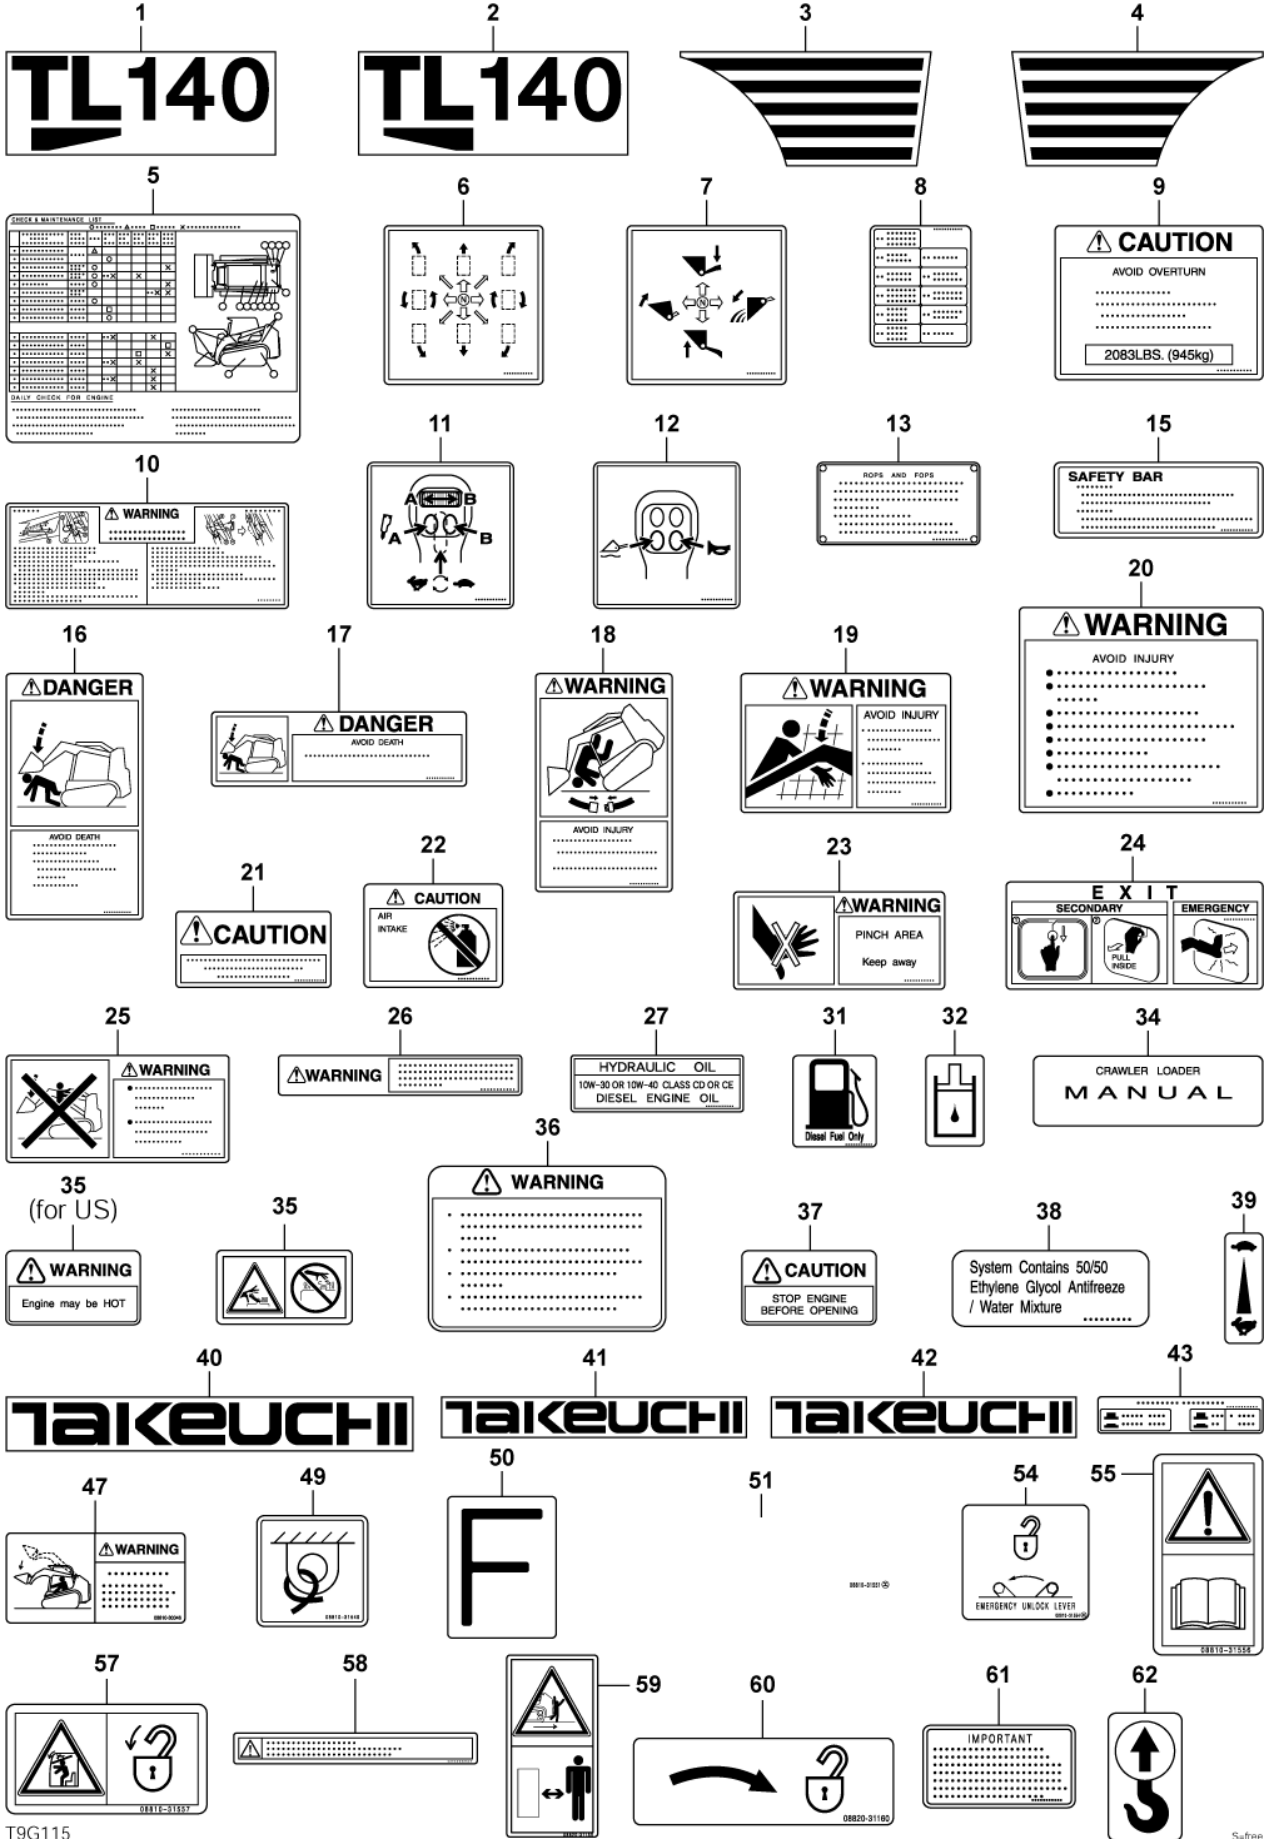 1
2
3
4
TL140
TL140
5
6
7
8
9
CHECK & MAINTENANCE LIST
DAILY CHECK FOR ENGINE
N
N
CAUTION
AVOID OVERTURN
2083LBS. (945kg)
10
11
12
13
15
WARNING
A B
A B
ROPS AND FOPS
SAFETY BAR
16
17
18
19
20
DANGER
AVOID DEATH
DANGER
AVOID DEATH
WARNING
AVOID INJURY
WARNING
AVOID INJURY
WARNING
AVOID INJURY
21
22
23
24
CAUTION
CAUTION
AIR
INTAKE
WARNING
PINCH AREA
Keep away
EXIT
SECONDARY EMERGENCY
1 2
PULL
INSIDE
25
26
27
31
32
34
WARNING
WARNING
HYDRAULIC OIL
10W-30 OR 10W-40 CLASS CD OR CE
DIESEL ENGINE OIL
Diesel Fuel Only
CRAWLER LOADER
MANUAL
35
(for US)
35
36
37
38
39
WARNING
Engine may be HOT
WARNING
CAUTION
STOP ENGINE
BEFORE OPENING
System Contains 50/50
Ethylene Glycol Antifreeze
/ Water Mixture
40
41
42
43
TAKEUCHI
TAKEUCHI
TAKEUCHI
47
49
50
51
54
55
WARNING
08810-31648
F
08810-31551
EMERGENCY UNLOCK LEVER
08810-31556
57
58
59
60
61
62
08810-31557
08820-31160
IMPORTANT
T9G115
S=free